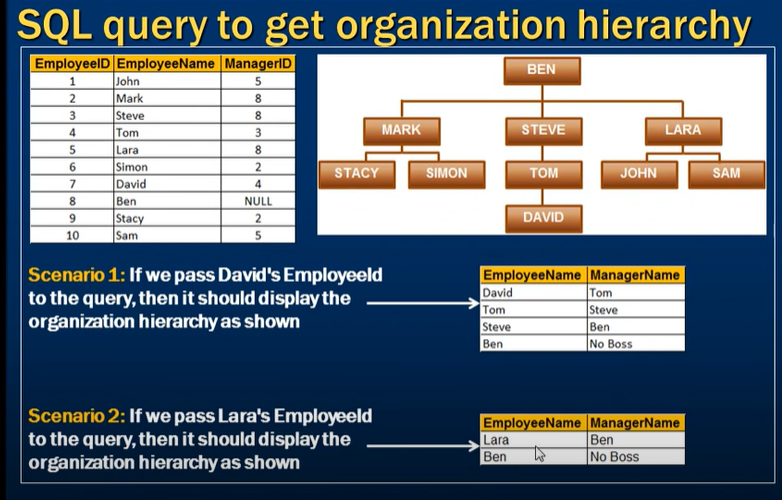 SQL query to get organization hierarchy
EmployeeID EmployeeName ManagerID
1 John 5
2 Mark 8
3 Steve 8
4 Tom 3
5 Lara 8
6 Simon 2
7 David 4
8 Ben NULL
9 Stacy 2
10 Sam 5
BEN
MARK STEVE LARA
STACY SIMON TOM JOHN SAM
DAVID
Scenario 1: If we pass David's EmployeeId
to the query, then it should display the
organization hierarchy as shown
EmployeeName ManagerName
David Tom
Tom Steve
Steve Ben
Ben No Boss
Scenario 2: If we pass Lara's EmployeeId
to the query, then it should display the
organization hierarchy as shown
EmployeeName ManagerName
Lara Ben
Ben No Boss